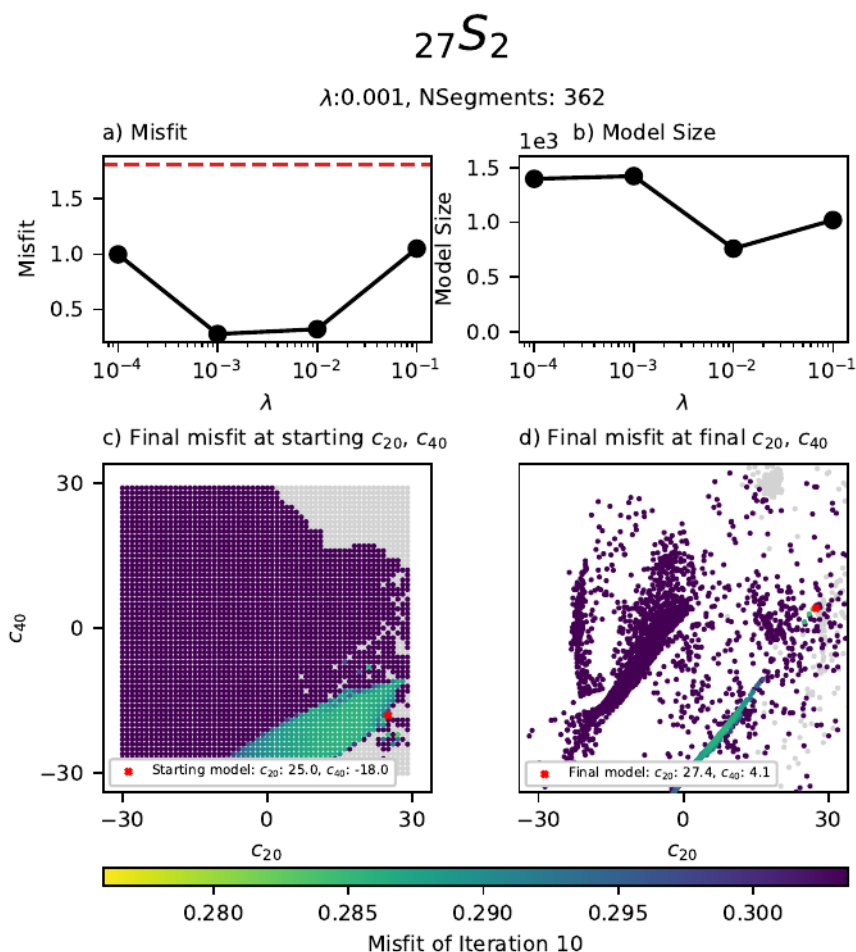 ₂₇S₂
λ:0.001, NSegments: 362
a) Misfit
b) Model Size
1e3
Misfit
1.5
1.0
0.5
10⁻⁴ 10⁻³ 10⁻² 10⁻¹
λ
Model Size
1.5
1.0
0.5
0.0
10⁻⁴ 10⁻³ 10⁻² 10⁻¹
λ
c) Final misfit at starting c₂₀, c₄₀
d) Final misfit at final c₂₀, c₄₀
c₄₀
30
0
−30
Starting model: c₂₀: 25.0, c₄₀: -18.0
−30 0 30
c₂₀
Final model: c₂₀: 27.4, c₄₀: 4.1
−30 0 30
c₂₀
0.280 0.285 0.290 0.295 0.300
Misfit of Iteration 10